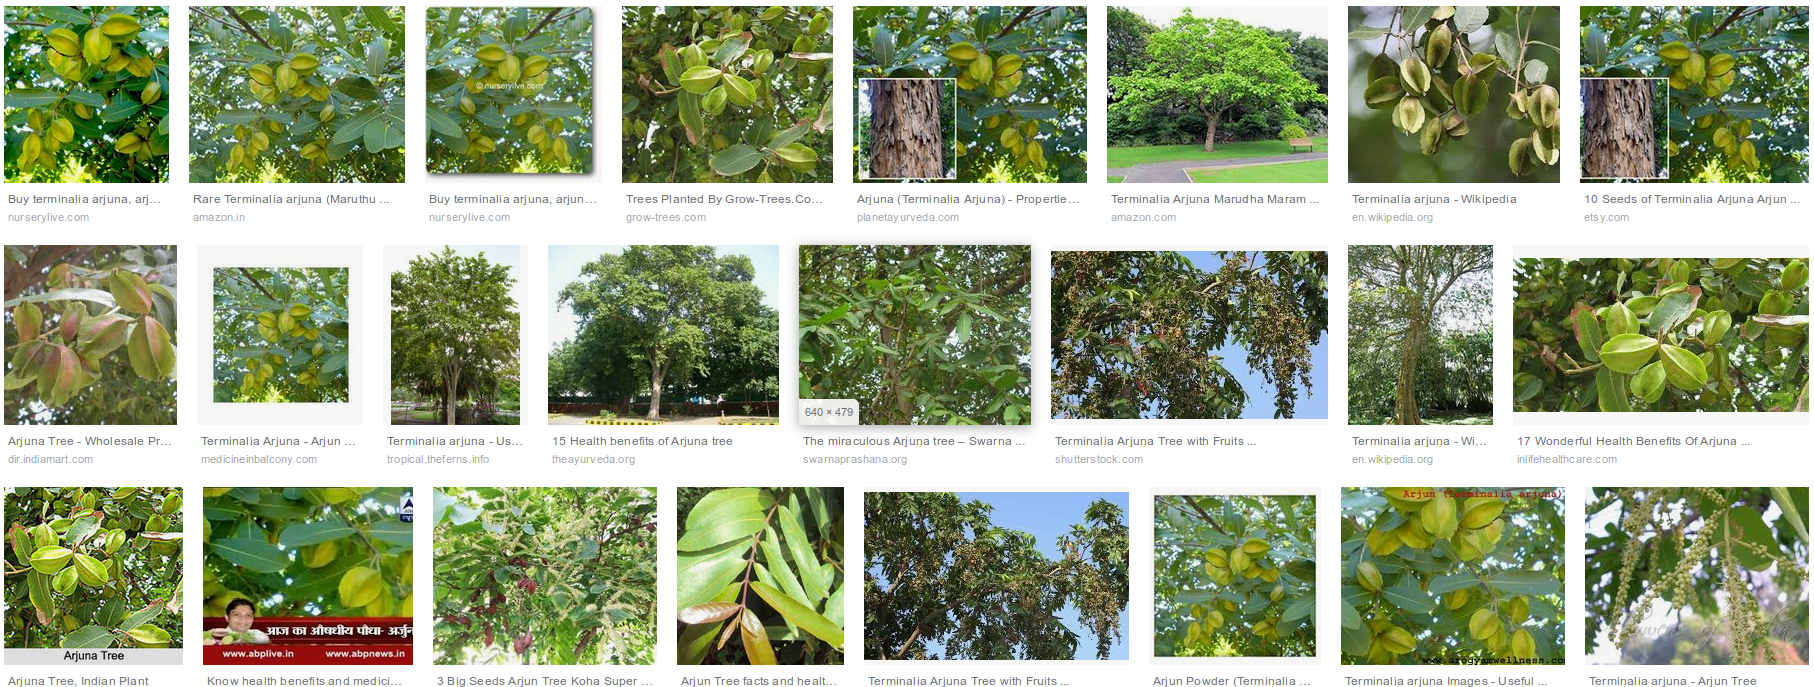 © nurserylive.com
Buy terminalia arjuna, arj...
nurserylive.com
Rare Terminalia arjuna (Maruthu ...
amazon.in
Buy terminalia arjuna, arjun...
nurserylive.com
Trees Planted By Grow-Trees.Co...
grow-trees.com
Arjuna (Terminalia Arjuna) - Propertie...
planetayurveda.com
Terminalia Arjuna Marudha Maram ...
amazon.com
Terminalia arjuna - Wikipedia
en.wikipedia.org
10 Seeds of Terminalia Arjuna Arjun ...
etsy.com
640 × 479
Arjuna Tree - Wholesale Pr...
dir.indiamart.com
Terminalia Arjuna - Arjun ...
medicineinbalcony.com
Terminalia arjuna - Us...
tropical.theferns.info
15 Health benefits of Arjuna tree
theayurveda.org
The miraculous Arjuna tree – Swarna ...
swarnaprashana.org
Terminalia Arjuna Tree with Fruits ...
shutterstock.com
Terminalia arjuna - Wi...
en.wikipedia.org
17 Wonderful Health Benefits Of Arjuna ...
inlifehealthcare.com
Arjun (Terminalia arjuna)
आज का औषधीय पौधा- अर्जुन
www.abplive.in www.abpnews.in
Arjuna Tree
www.arogyamwellness.com
Arjuna Tree, Indian Plant
Know health benefits and medici...
3 Big Seeds Arjun Tree Koha Super ...
Arjun Tree facts and healt...
Terminalia Arjuna Tree with Fruits ...
Arjun Powder (Terminalia ...
Terminalia arjuna Images - Useful ...
Terminalia arjuna - Arjun Tree